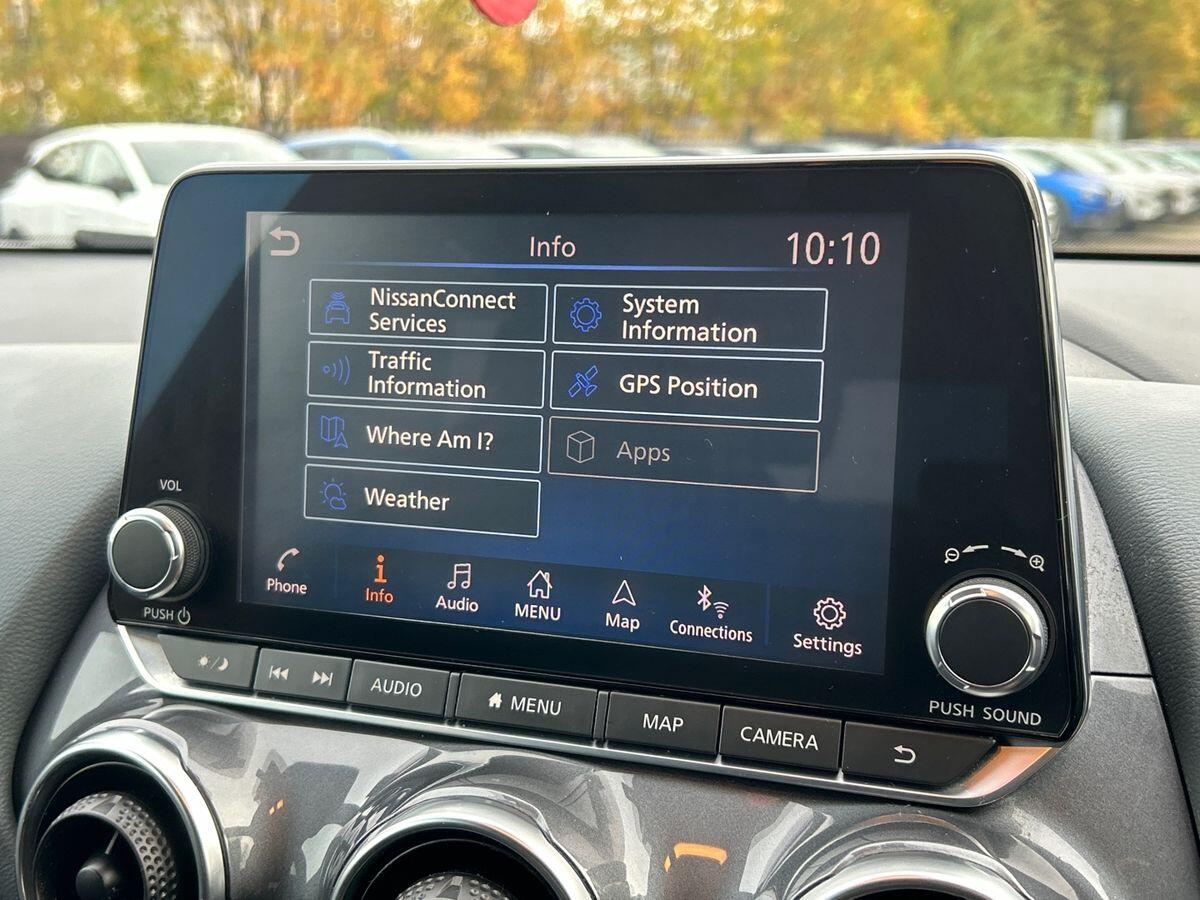 Info
10:10
NissanConnect
Services
System
Information
Traffic
Information
GPS Position
Where Am I?
Apps
Weather
Phone
Info
Audio
MENU
Map
Connections
Settings
VOL
PUSH
AUDIO
MENU
MAP
CAMERA
PUSH SOUND